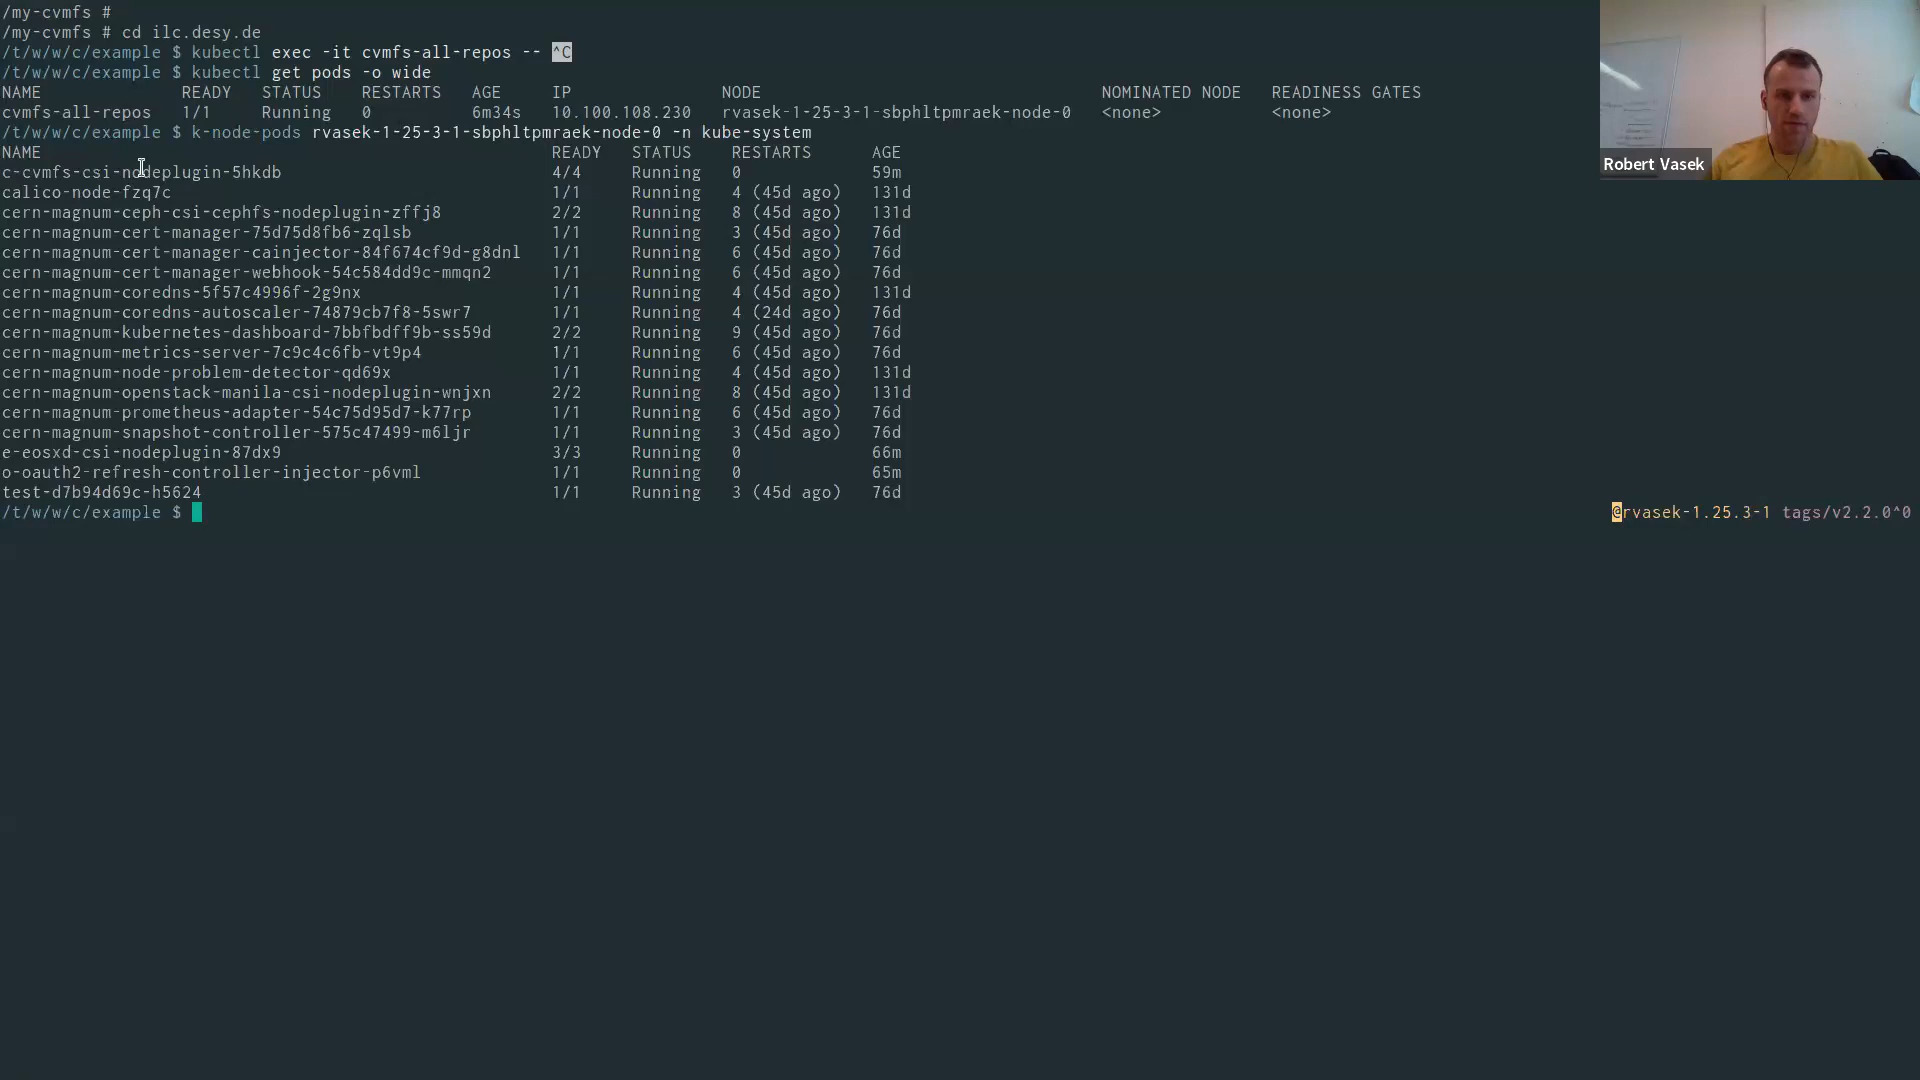 /my-cvmfs #
/my-cvmfs # cd ilc.desy.de
/t/w/w/c/example $ kubectl exec -it cvmfs-all-repos -- ^C
/t/w/w/c/example $ kubectl get pods -o wide
NAME READY STATUS RESTARTS AGE IP NODE NOMINATED NODE READINESS GATES
cvmfs-all-repos 1/1 Running 0 6m34s 10.100.108.230 rvasek-1-25-3-1-sbphltpmraek-node-0 <none> <none>
/t/w/w/c/example $ k-node-pods rvasek-1-25-3-1-sbphltpmraek-node-0 -n kube-system
NAME READY STATUS RESTARTS AGE
c-cvmfs-csi-nodeplugin-5hkdb 4/4 Running 0 59m
calico-node-fzq7c 1/1 Running 4 (45d ago) 131d
cern-magnum-ceph-csi-cephfs-nodeplugin-zffj8 2/2 Running 8 (45d ago) 131d
cern-magnum-cert-manager-75d75d8fb6-zqlsb 1/1 Running 3 (45d ago) 76d
cern-magnum-cert-manager-cainjector-84f674cf9d-g8dnl 1/1 Running 6 (45d ago) 76d
cern-magnum-cert-manager-webhook-54c584dd9c-mmqn2 1/1 Running 6 (45d ago) 76d
cern-magnum-coredns-5f57c4996f-2g9nx 1/1 Running 4 (45d ago) 131d
cern-magnum-coredns-autoscaler-74879cb7f8-5swr7 1/1 Running 4 (24d ago) 76d
cern-magnum-kubernetes-dashboard-7bbfbdff9b-ss59d 2/2 Running 9 (45d ago) 76d
cern-magnum-metrics-server-7c9c4c6fb-vt9p4 1/1 Running 6 (45d ago) 76d
cern-magnum-node-problem-detector-qd69x 1/1 Running 4 (45d ago) 131d
cern-magnum-openstack-manila-csi-nodeplugin-wnjxn 2/2 Running 8 (45d ago) 131d
cern-magnum-prometheus-adapter-54c75d95d7-k77rp 1/1 Running 6 (45d ago) 76d
cern-magnum-snapshot-controller-575c47499-m6ljr 1/1 Running 3 (45d ago) 76d
e-eosxd-csi-nodeplugin-87dx9 3/3 Running 0 66m
o-oauth2-refresh-controller-injector-p6vml 1/1 Running 0 65m
test-d7b94d69c-h5624 1/1 Running 3 (45d ago) 76d
/t/w/w/c/example $ @rvasek-1.25.3-1 tags/v2.2.0^0
Robert Vasek